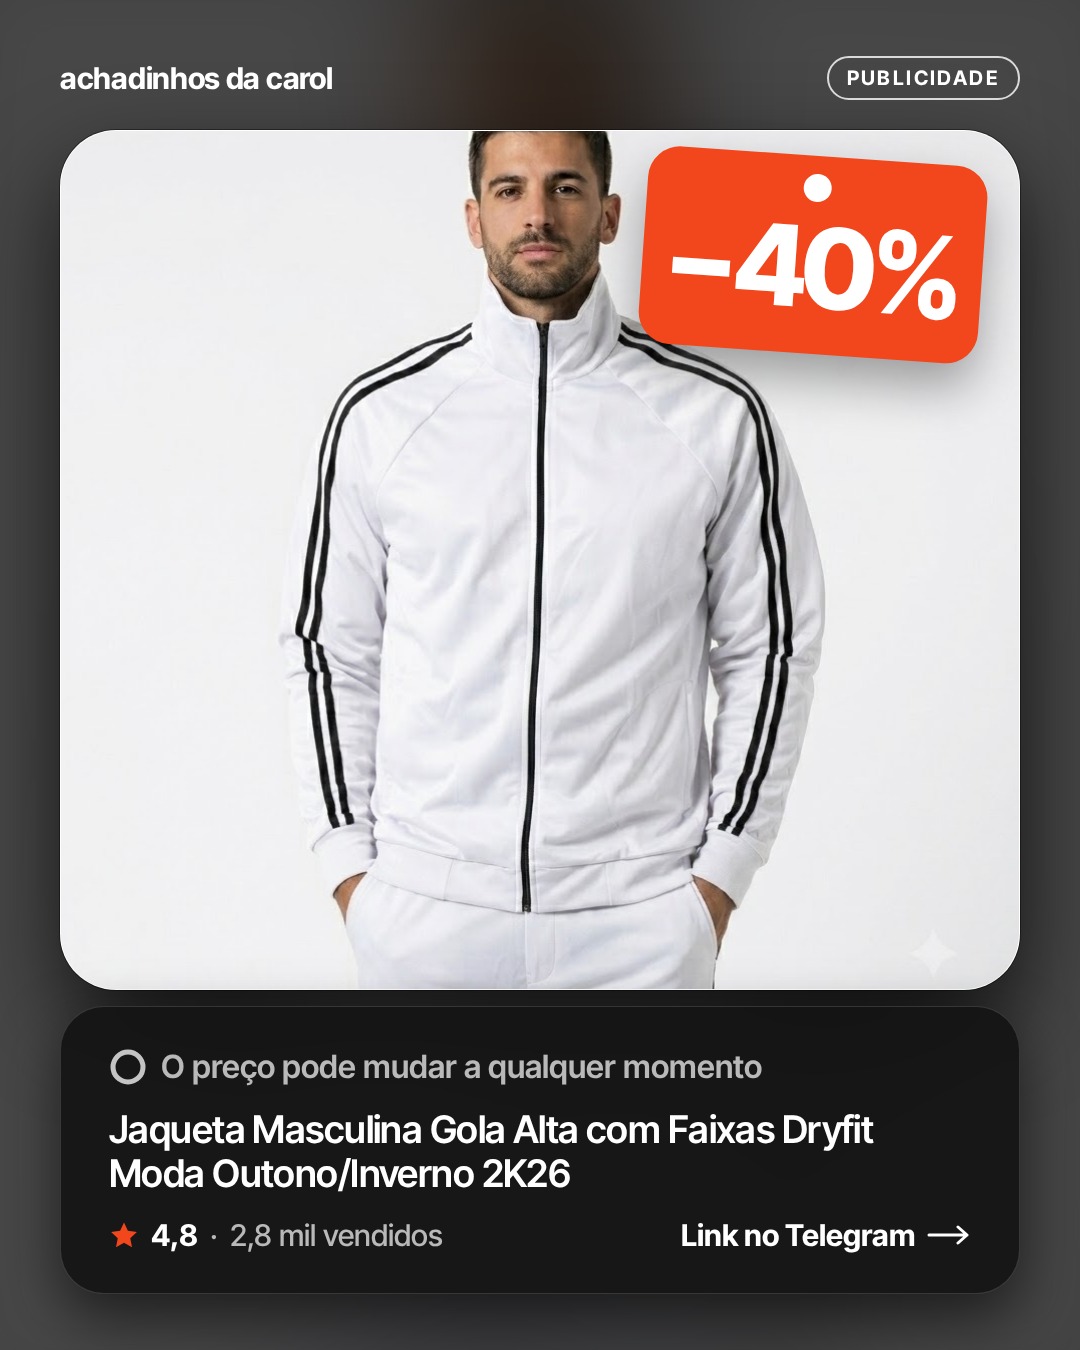 achadinhos da carol
PUBLICIDADE
–40%
O preço pode mudar a qualquer momento
Jaqueta Masculina Gola Alta com Faixas Dryfit
Moda Outono/Inverno 2K26
4,8 · 2,8 mil vendidos
Link no Telegram →